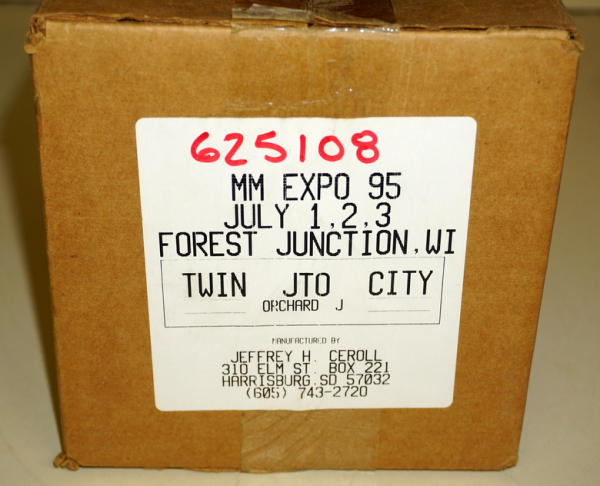 625108
MM EXPO 95
JULY 1,2,3
FOREST JUNCTION,WI
TWIN JTO CITY
ORCHARD J
MANUFACTURED BY
JEFFREY H. CEROLL
310 ELM ST. BOX 221
HARRISBURG,SD 57032
(605) 743-2720